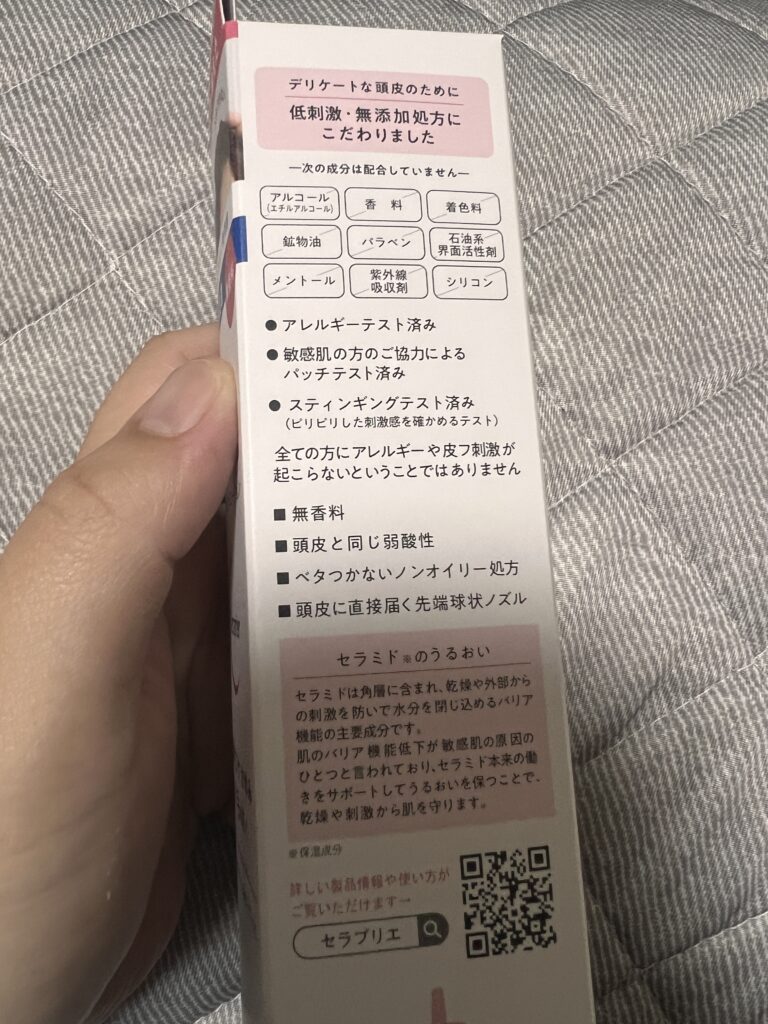 デリケートな頭皮のために
低刺激・無添加処方に
こだわりました
―次の成分は配合していません―
アルコール
(エチルアルコール)
香 料
着色料
鉱物油
パラベン
石油系
界面活性剤
メントール
紫外線
吸収剤
シリコン
● アレルギーテスト済み
● 敏感肌の方のご協力による
パッチテスト済み
● スティンギングテスト済み
(ピリピリした刺激感を確かめるテスト)
全ての方にアレルギーや皮フ刺激が
起こらないということではありません
■ 無香料
■ 頭皮と同じ弱酸性
■ ベタつかないノンオイリー処方
■ 頭皮に直接届く先端球状ノズル
セラミド※のうるおい
セラミドは角層に含まれ、乾燥や外部から
の刺激を防いで水分を閉じ込めるバリア
機能の主要成分です。
肌のバリア機能低下が敏感肌の原因の
ひとつと言われており、セラミド本来の働
きをサポートしてうるおいを保つことで、
乾燥や刺激から肌を守ります。
※保湿成分
詳しい製品情報や使い方が
ご覧いただけます→
セラブリエ